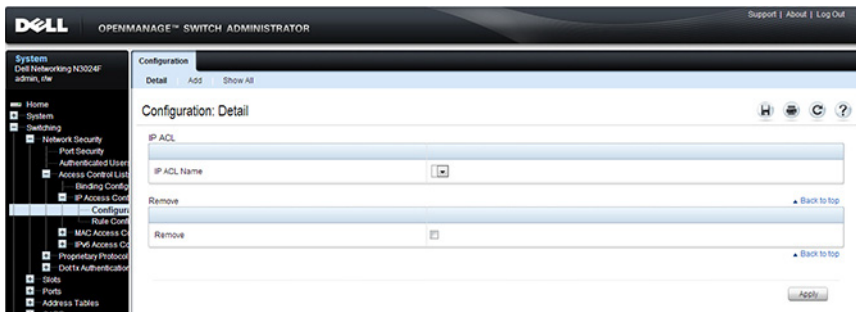 Support | About | Log Out
DELL OPENMANAGE™ SWITCH ADMINISTRATOR
System
Dell Networking N3024F
admin, r/w
Home
System
Switching
Network Security
Port Security
Authenticated Users
Access Control Lists
Binding Config
IP Access Cont
Configura
Rule Confi
MAC Access C
IPv6 Access Co
Proprietary Protocol
Dot1x Authentication
Slots
Ports
Address Tables
Configuration
Detail Add Show All
Configuration: Detail
IP ACL
IP ACL Name
Remove
Back to top
Remove
Back to top
Apply